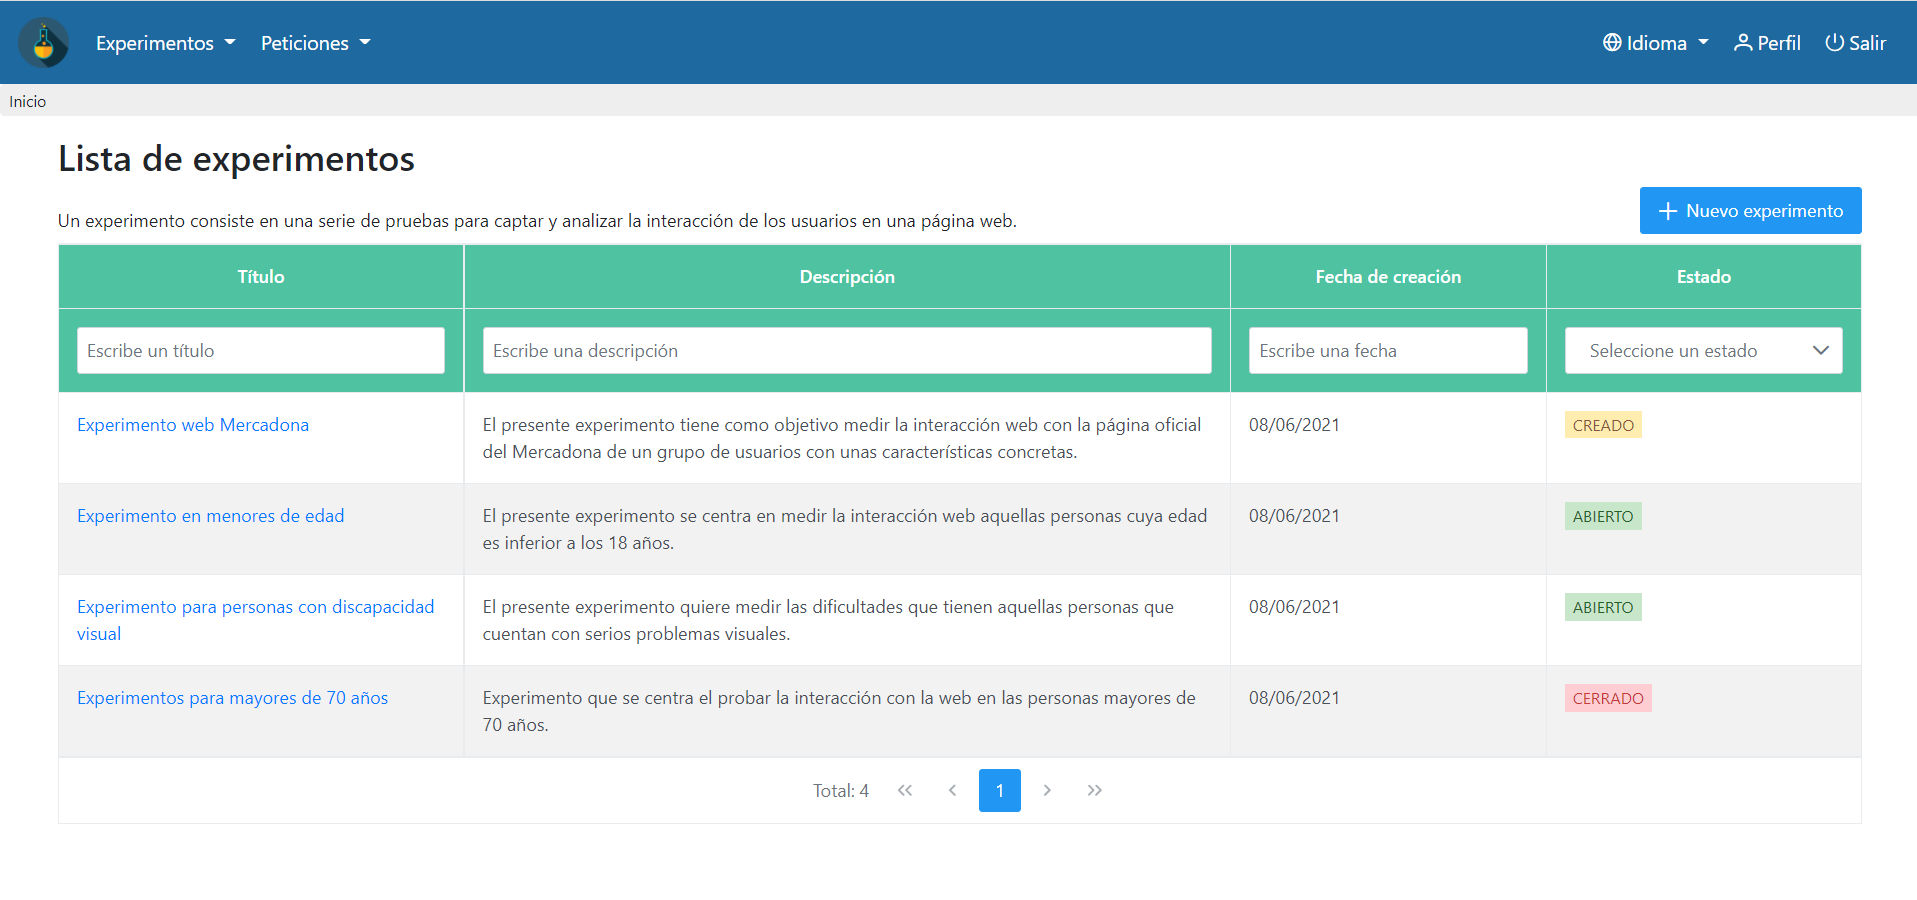 Experimentos Peticiones Idioma Perfil Salir
Inicio
Lista de experimentos
Un experimento consiste en una serie de pruebas para captar y analizar la interacción de los usuarios en una página web.
Nuevo experimento
Título Descripción Fecha de creación Estado
Escribe un título Escribe una descripción Escribe una fecha Seleccione un estado
Experimento web Mercadona El presente experimento tiene como objetivo medir la interacción web con la página oficial 08/06/2021 CREADO
del Mercadona de un grupo de usuarios con unas características concretas.
Experimento en menores de edad El presente experimento se centra en medir la interacción web aquellas personas cuya edad 08/06/2021 ABIERTO
es inferior a los 18 años.
Experimento para personas con discapacidad El presente experimento quiere medir las dificultades que tienen aquellas personas que 08/06/2021 ABIERTO
visual cuentan con serios problemas visuales.
Experimentos para mayores de 70 años Experimento que se centra el probar la interacción con la web en las personas mayores de 08/06/2021 CERRADO
70 años.
Total: 4 1